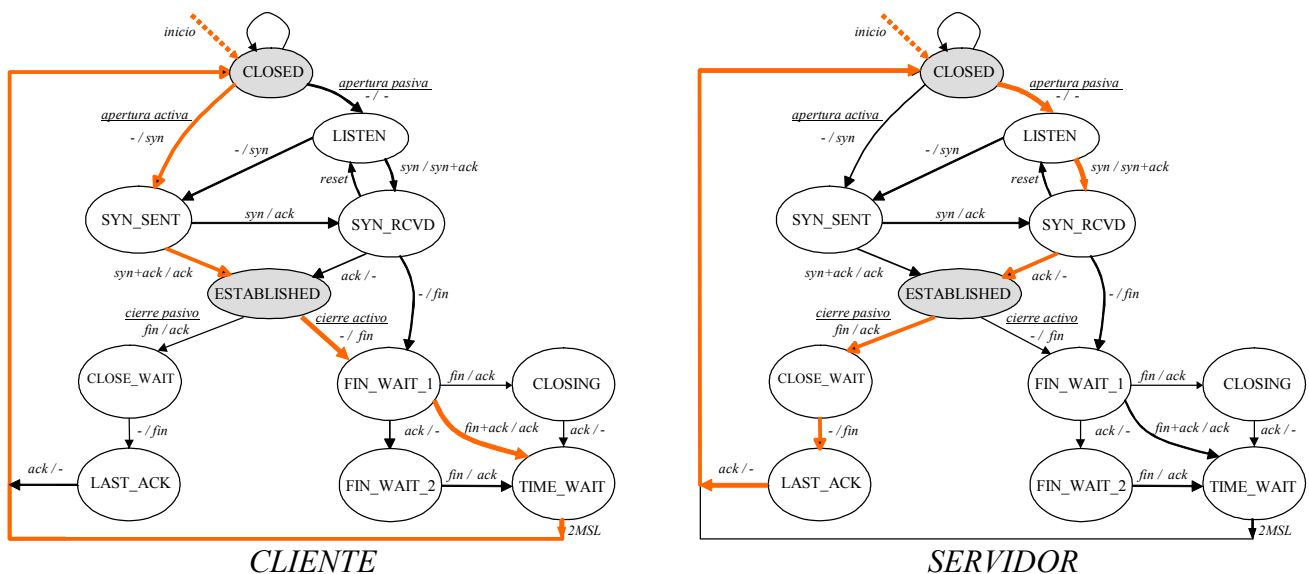 inicio
CLOSED
apertura pasiva
- / -
apertura activa
- / syn
LISTEN
- / syn
syn / syn+ack
reset
SYN_SENT
syn / ack
SYN_RCVD
syn+ack / ack
ack / -
ESTABLISHED
- / fin
cierre pasivo
fin / ack
cierre activo
- / fin
CLOSE_WAIT
FIN_WAIT_1
fin / ack
CLOSING
- / fin
ack / -
fin+ack / ack
ack / -
ack / -
LAST_ACK
FIN_WAIT_2
fin / ack
TIME_WAIT
2MSL
CLIENTE
inicio
CLOSED
apertura pasiva
- / -
apertura activa
- / syn
LISTEN
- / syn
syn / syn+ack
reset
SYN_SENT
syn / ack
SYN_RCVD
syn+ack / ack
ack / -
ESTABLISHED
- / fin
cierre pasivo
fin / ack
cierre activo
- / fin
CLOSE_WAIT
FIN_WAIT_1
fin / ack
CLOSING
- / fin
ack / -
fin+ack / ack
ack / -
ack / -
LAST_ACK
FIN_WAIT_2
fin / ack
TIME_WAIT
2MSL
SERVIDOR